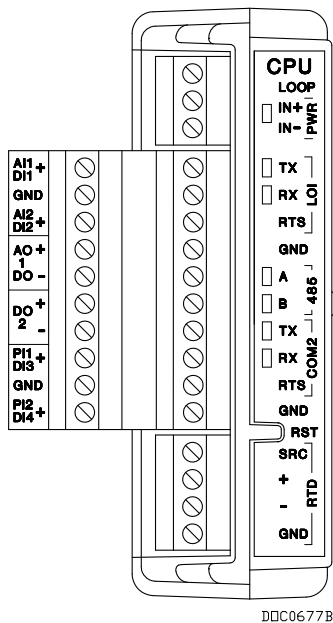 CPU
LOOP
IN+
IN-
PWR
AI1
DI1 +
GND
AI2
DI2 +
AO +
1
DO -
DO +
2 -
PI1
DI3 +
GND
PI2
DI4 +
TX
RX
RTS
LOI
GND
A
B
485
TX
RX
RTS
COM2
GND
RST
SRC
+
-
GND
RTD
DOC0677B